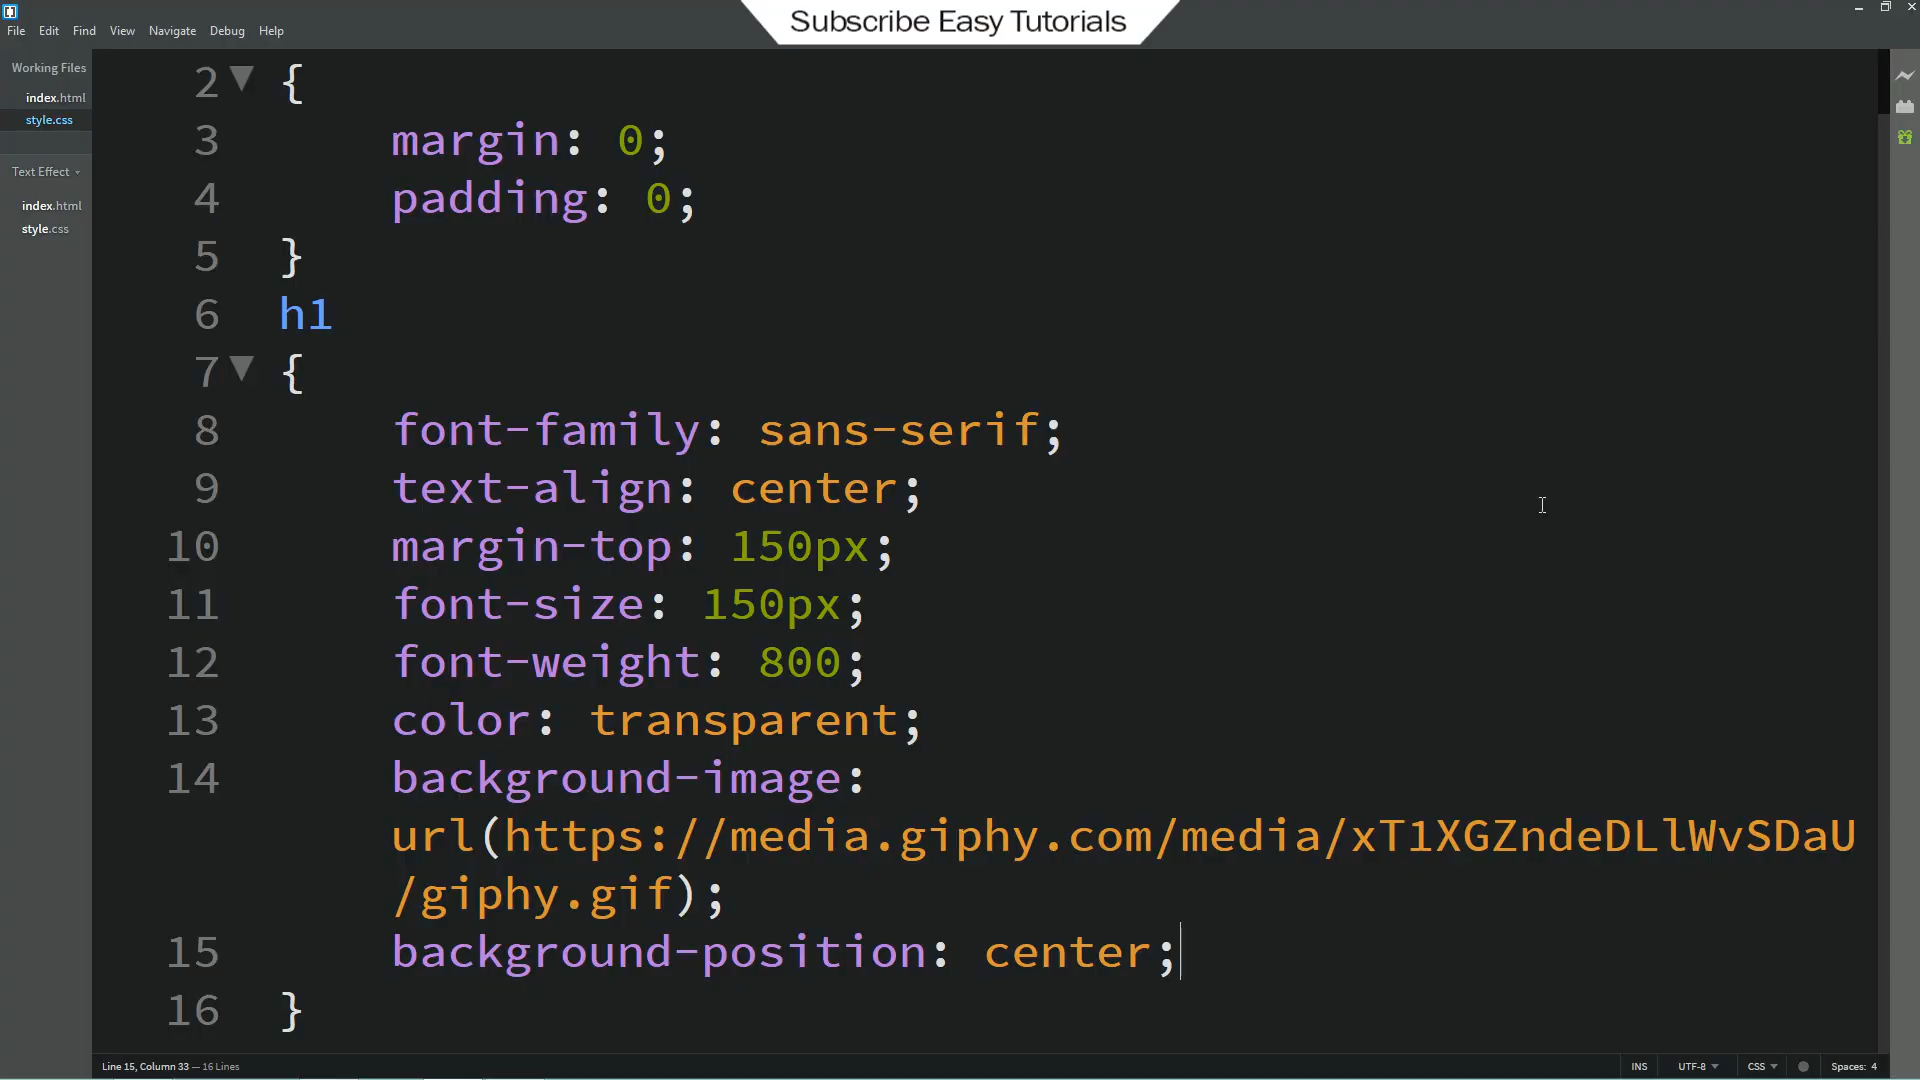 Subscribe Easy Tutorials
File Edit Find View Navigate Debug Help
Working Files
index.html
style.css
Text Effect
index.html
style.css
2 {
3 margin: 0;
4 padding: 0;
5 }
6 h1
7 {
8 font-family: sans-serif;
9 text-align: center;
10 margin-top: 150px;
11 font-size: 150px;
12 font-weight: 800;
13 color: transparent;
14 background-image:
url(https://media.giphy.com/media/xT1XGZndeDLlWvSDaU
/giphy.gif);
15 background-position: center;
16 }
Line 15, Column 33 — 16 Lines INS UTF-8 CSS Spaces: 4